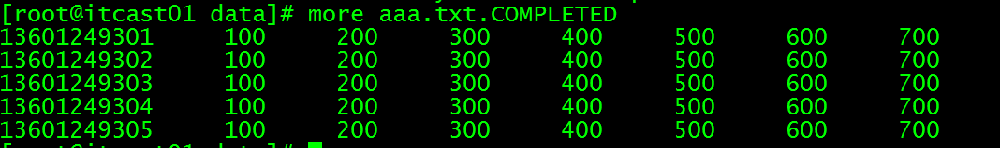 [root@itcast01 data]# more aaa.txt.COMPLETED
13601249301 100 200 300 400 500 600 700
13601249302 100 200 300 400 500 600 700
13601249303 100 200 300 400 500 600 700
13601249304 100 200 300 400 500 600 700
13601249305 100 200 300 400 500 600 700
[root@itcast01 data]#